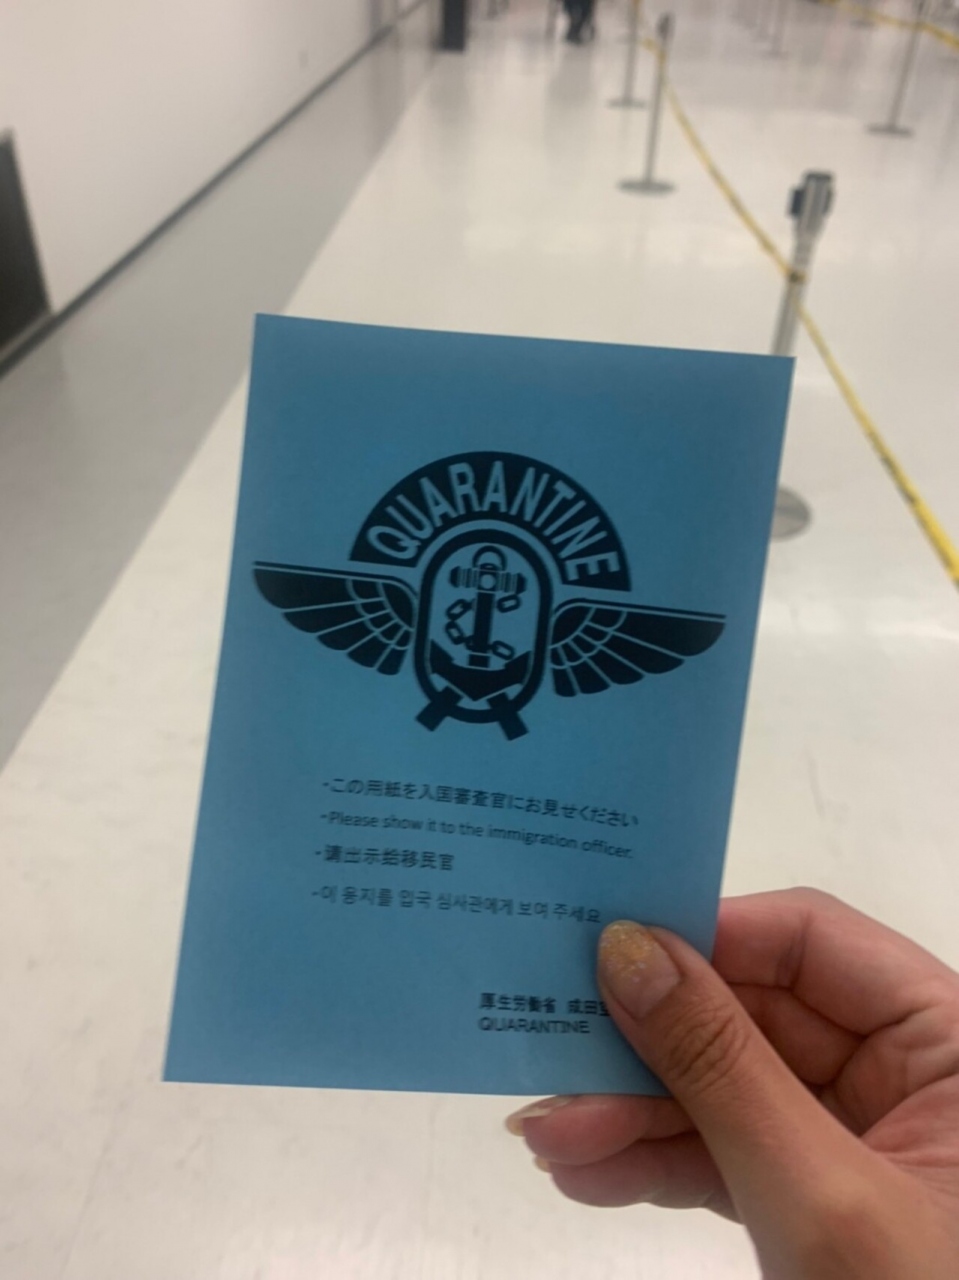 QUARANTINE
-この用紙を入国審査官にお見せください
-Please show it to the immigration officer.
-请出示给移民官
-이 용지를 입국 심사관에게 보여 주세요
厚生労働省 成田
QUARANTINE